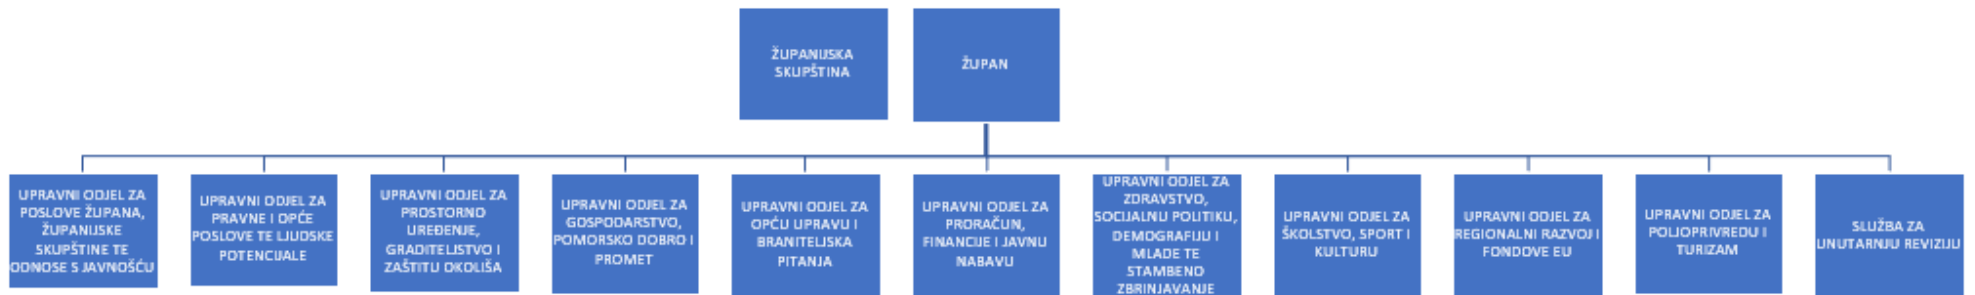 ŽUPANIJSKA
SKUPŠTINA
ŽUPAN
UPRAVNI ODJEL ZA
POSLOVE ŽUPANA,
ŽUPANIJSKE
SKUPŠTINE TE
ODNOSE S JAVNOŠĆU
UPRAVNI ODJEL ZA
PRAVNE I OPĆE
POSLOVE TE LJUDSKE
POTENCIJALE
UPRAVNI ODJEL ZA
PROSTORNO
UREĐENJE,
GRADITELJSTVO I
ZAŠTITU OKOLIŠA
UPRAVNI ODJEL ZA
GOSPODARSTVO,
POMORSKO DOBRO I
PROMET
UPRAVNI ODJEL ZA
OPĆU UPRAVU I
BRANITELJSKA
PITANJA
UPRAVNI ODJEL ZA
PRORAČUN,
FINANCIJE I JAVNU
NABAVU
UPRAVNI ODJEL ZA
ZDRAVSTVO,
SOCIJALNU POLITIKU,
DEMOGRAFIJU I
MLADE TE
STAMBENO
ZBRINJAVANJE
UPRAVNI ODJEL ZA
ŠKOLSTVO, SPORT I
KULTURU
UPRAVNI ODJEL ZA
REGIONALNI RAZVOJ I
FONDOVE EU
UPRAVNI ODJEL ZA
POLJOPRIVREDU I
TURIZAM
SLUŽBA ZA
UNUTARNJU REVIZIJU